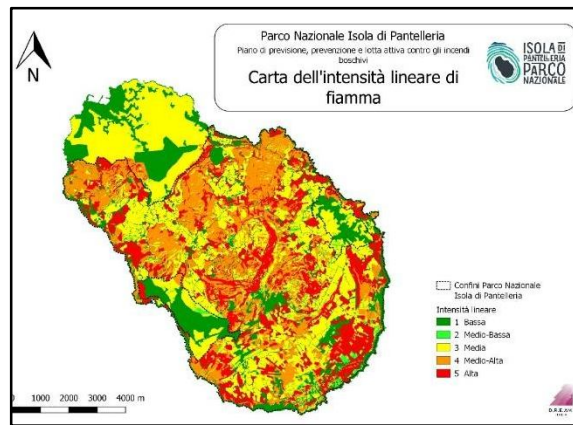 N
Parco Nazionale Isola di Pantelleria
Piano di previsione, prevenzione e lotta attiva contro gli incendi
boschivi
Carta dell'intensità lineare di
fiamma
ISOLA DI
PANTELLERIA
PARCO
NAZIONALE
Confini Parco Nazionale
Isola di Pantelleria
Intensità lineare
1 Bassa
2 Medio-Bassa
3 Media
4 Medio-Alta
5 Alta
0 1000 2000 3000 4000 m